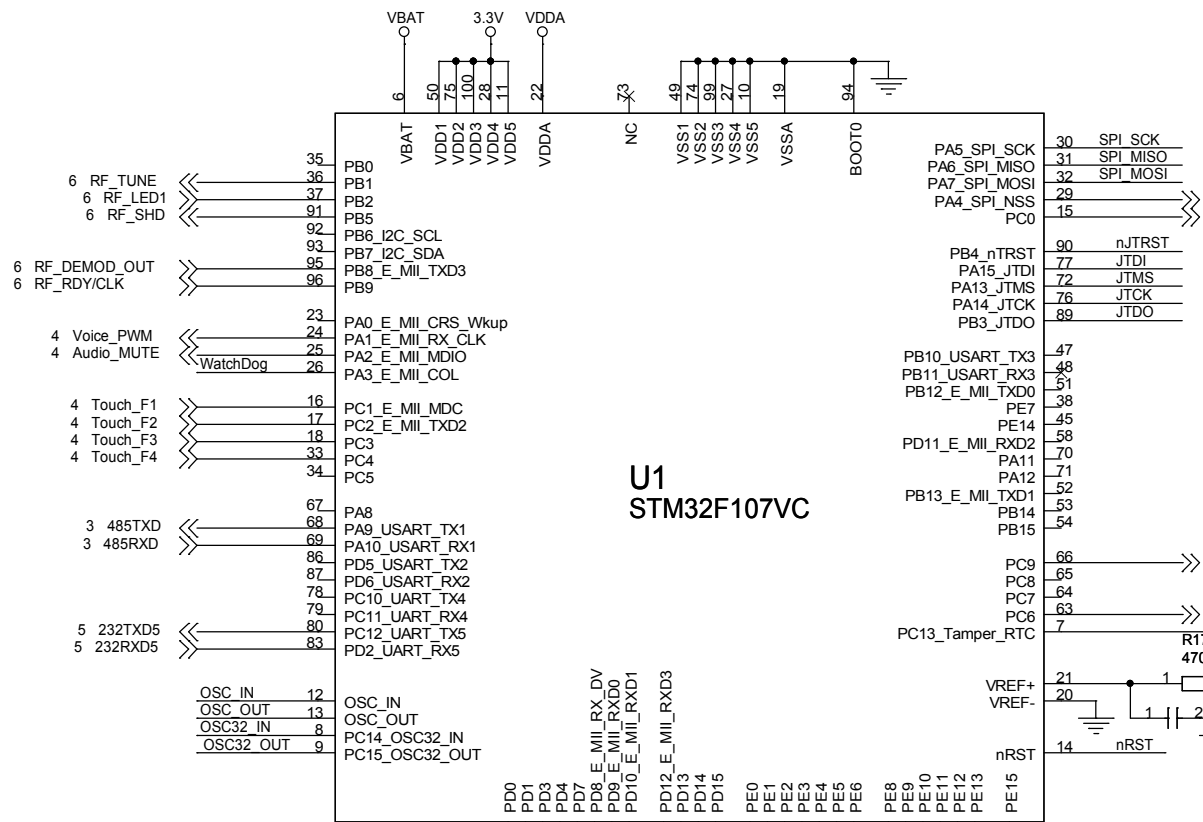 VBAT 3.3V VDDA
6 50 75 100 28 11 22 73 49 74 99 27 10 19 94
VBAT VDD1 VDD2 VDD3 VDD4 VDD5 VDDA NC VSS1 VSS2 VSS3 VSS4 VSS5 VSSA BOOT0
35 PB0
6 RF_TUNE 36 PB1
6 RF_LED1 37 PB2
6 RF_SHD 91 PB5
92 PB6_I2C_SCL
93 PB7_I2C_SDA
6 RF_DEMOD_OUT 95 PB8_E_MII_TXD3
6 RF_RDY/CLK 96 PB9
23 PA0_E_MII_CRS_Wkup
4 Voice_PWM 24 PA1_E_MII_RX_CLK
4 Audio_MUTE 25 PA2_E_MII_MDIO
WatchDog 26 PA3_E_MII_COL
4 Touch_F1 16 PC1_E_MII_MDC
4 Touch_F2 17 PC2_E_MII_TXD2
4 Touch_F3 18 PC3
4 Touch_F4 33 PC4
34 PC5
67 PA8
3 485TXD 68 PA9_USART_TX1
3 485RXD 69 PA10_USART_RX1
86 PD5_USART_TX2
87 PD6_USART_RX2
78 PC10_UART_TX4
79 PC11_UART_RX4
5 232TXD5 80 PC12_UART_TX5
5 232RXD5 83 PD2_UART_RX5
OSC_IN 12 OSC_IN
OSC_OUT 13 OSC_OUT
OSC32_IN 8 PC14_OSC32_IN
OSC32_OUT 9 PC15_OSC32_OUT
U1
STM32F107VC
PA5_SPI_SCK 30 SPI_SCK
PA6_SPI_MISO 31 SPI_MISO
PA7_SPI_MOSI 32 SPI_MOSI
PA4_SPI_NSS 29
PC0 15
PB4_nTRST 90 nJTRST
PA15_JTDI 77 JTDI
PA13_JTMS 72 JTMS
PA14_JTCK 76 JTCK
PB3_JTDO 89 JTDO
PB10_USART_TX3 47
PB11_USART_RX3 48
PB12_E_MII_TXD0 51
PE7 38
PE14 45
PD11_E_MII_RXD2 58
PA11 70
PA12 71
PB13_E_MII_TXD1 52
PB14 53
PB15 54
PC9 66
PC8 65
PC7 64
PC6 63
PC13_Tamper_RTC 7
R17
470
VREF+ 21 1
VREF- 20 1 2
nRST 14 nRST
PD0 PD1 PD3 PD4 PD7 PD8_E_MII_RX_DV PD9_E_MII_RXD0 PD10_E_MII_RXD1 PD12_E_MII_RXD3 PD13 PD14 PD15 PE0 PE1 PE2 PE3 PE4 PE5 PE6 PE8 PE9 PE10 PE11 PE12 PE13 PE15